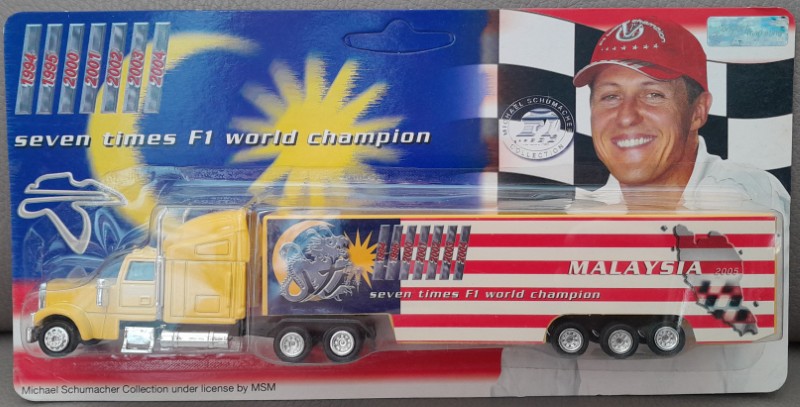 1994
1995
2000
2001
2002
2003
2004
seven times F1 world champion
MICHAEL SCHUMACHER
COLLECTION
MALAYSIA 2005
seven times F1 world champion
Michael Schumacher Collection under license by MSM